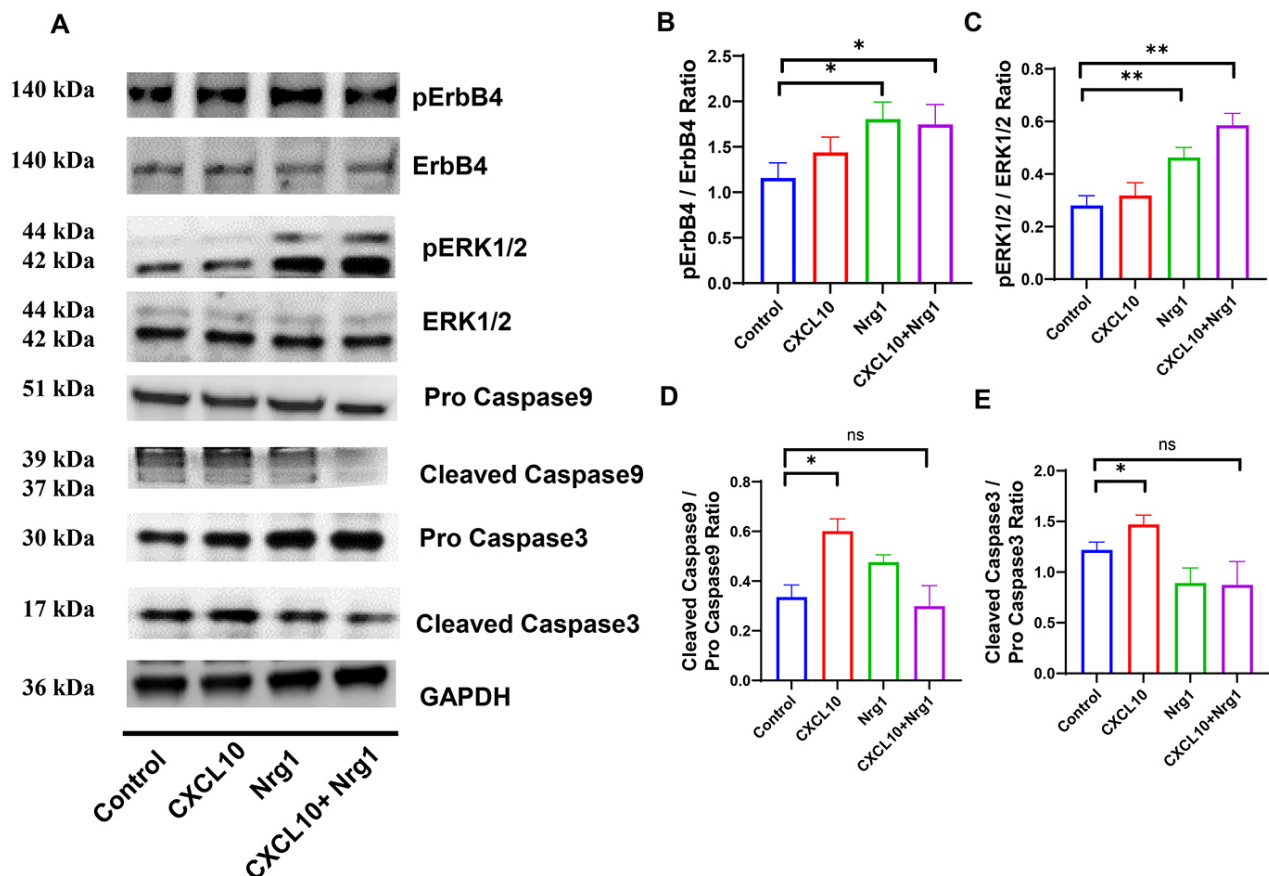 A
140 kDa
pErbB4
140 kDa
ErbB4
44 kDa
42 kDa
pERK1/2
44 kDa
42 kDa
ERK1/2
51 kDa
Pro Caspase9
39 kDa
37 kDa
Cleaved Caspase9
30 kDa
Pro Caspase3
17 kDa
Cleaved Caspase3
36 kDa
GAPDH
Control
CXCL10
Nrg1
CXCL10+ Nrg1
B
pErbB4 / ErbB4 Ratio
2.5
2.0
1.5
1.0
0.5
0.0
*
*
Control
CXCL10
Nrg1
CXCL10+Nrg1
C
pERK1/2 / ERK1/2 Ratio
0.8
0.6
0.4
0.2
0.0
**
**
Control
CXCL10
Nrg1
CXCL10+Nrg1
D
Cleaved Caspase9 /
Pro Caspase9 Ratio
0.8
0.6
0.4
0.2
0.0
ns
*
Control
CXCL10
Nrg1
CXCL10+Nrg1
E
Cleaved Caspase3 /
Pro Caspase3 Ratio
2.0
1.5
1.0
0.5
0.0
ns
*
Control
CXCL10
Nrg1
CXCL10+Nrg1